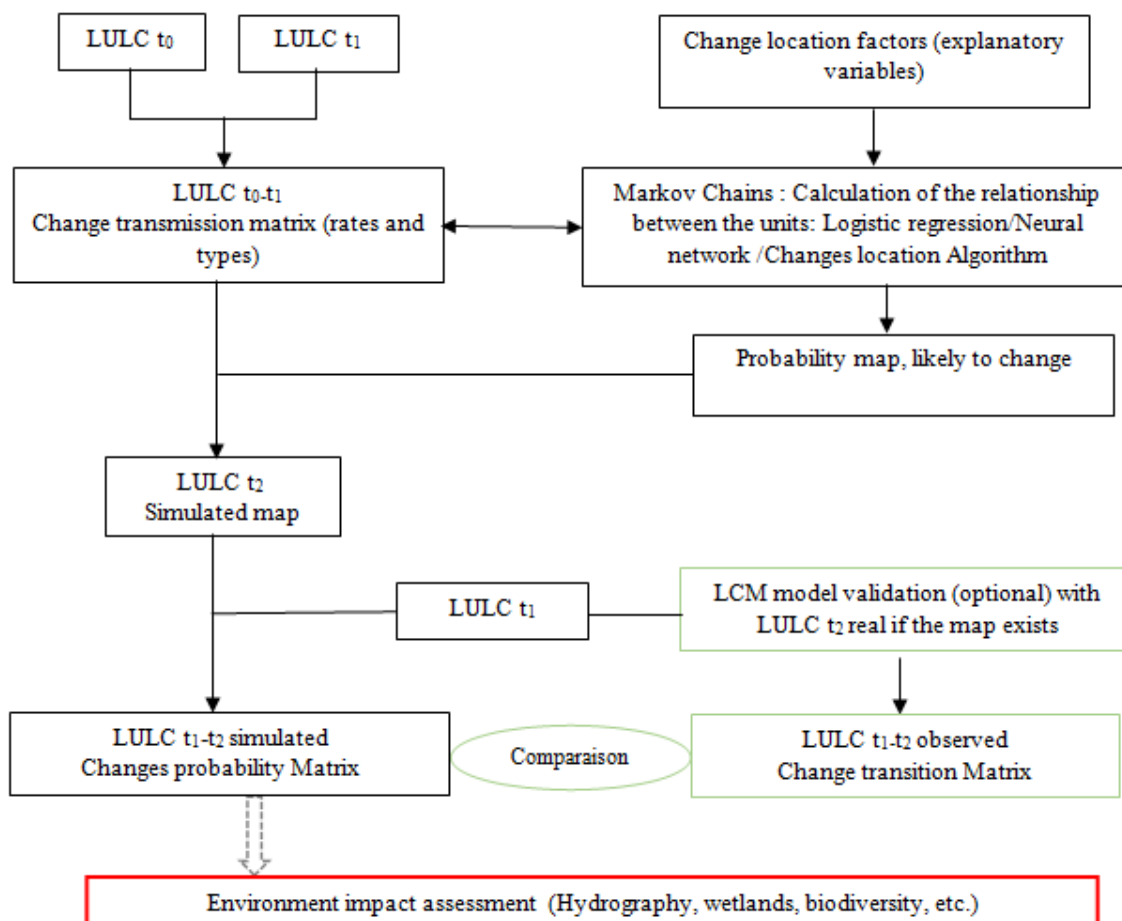 LULC t₀
LULC t₁
Change location factors (explanatory
variables)
LULC t₀-t₁
Change transmission matrix (rates and
types)
Markov Chains : Calculation of the relationship
between the units: Logistic regression/Neural
network /Changes location Algorithm
Probability map, likely to change
LULC t₂
Simulated map
LULC t₁
LCM model validation (optional) with
LULC t₂ real if the map exists
LULC t₁-t₂ simulated
Changes probability Matrix
Comparaison
LULC t₁-t₂ observed
Change transition Matrix
Environment impact assessment (Hydrography, wetlands, biodiversity, etc.)